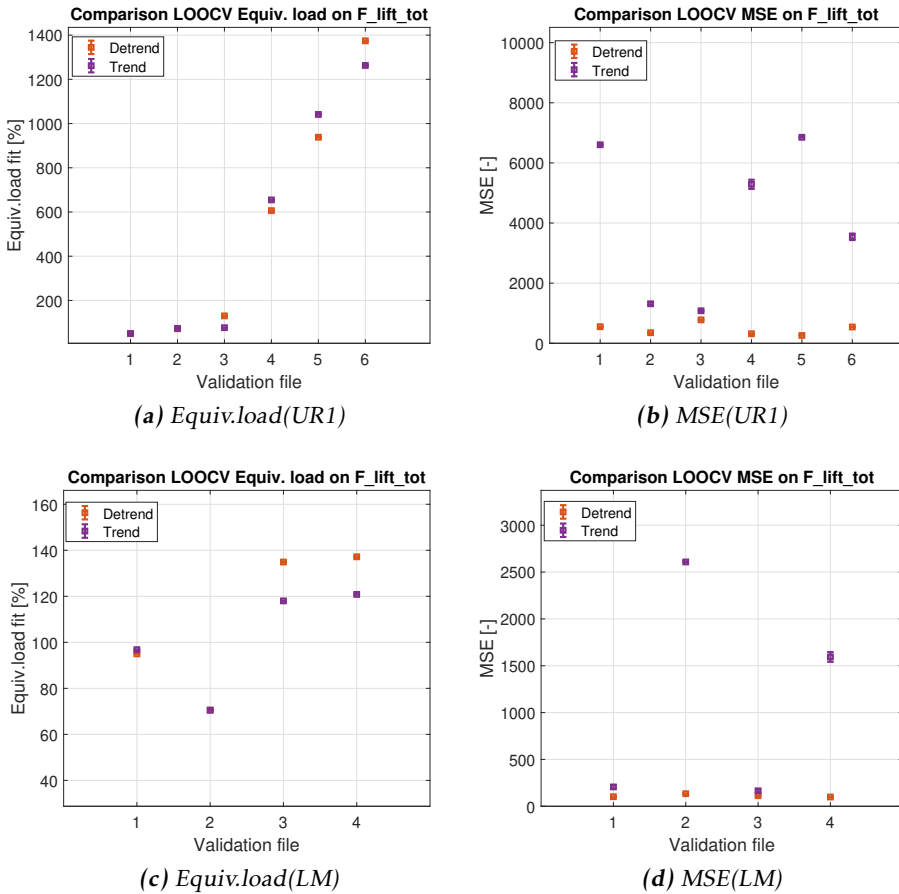 Comparison LOOCV Equiv. load on F_lift_tot
Equiv.load fit [%]
1400
1200
1000
800
600
400
200
Detrend
Trend
1 2 3 4 5 6
Validation file
(a) Equiv.load(UR1)
Comparison LOOCV MSE on F_lift_tot
MSE [-]
10000
8000
6000
4000
2000
0
Detrend
Trend
1 2 3 4 5 6
Validation file
(b) MSE(UR1)
Comparison LOOCV Equiv. load on F_lift_tot
Equiv.load fit [%]
160
140
120
100
80
60
40
Detrend
Trend
1 2 3 4
Validation file
(c) Equiv.load(LM)
Comparison LOOCV MSE on F_lift_tot
MSE [-]
3000
2500
2000
1500
1000
500
0
Detrend
Trend
1 2 3 4
Validation file
(d) MSE(LM)